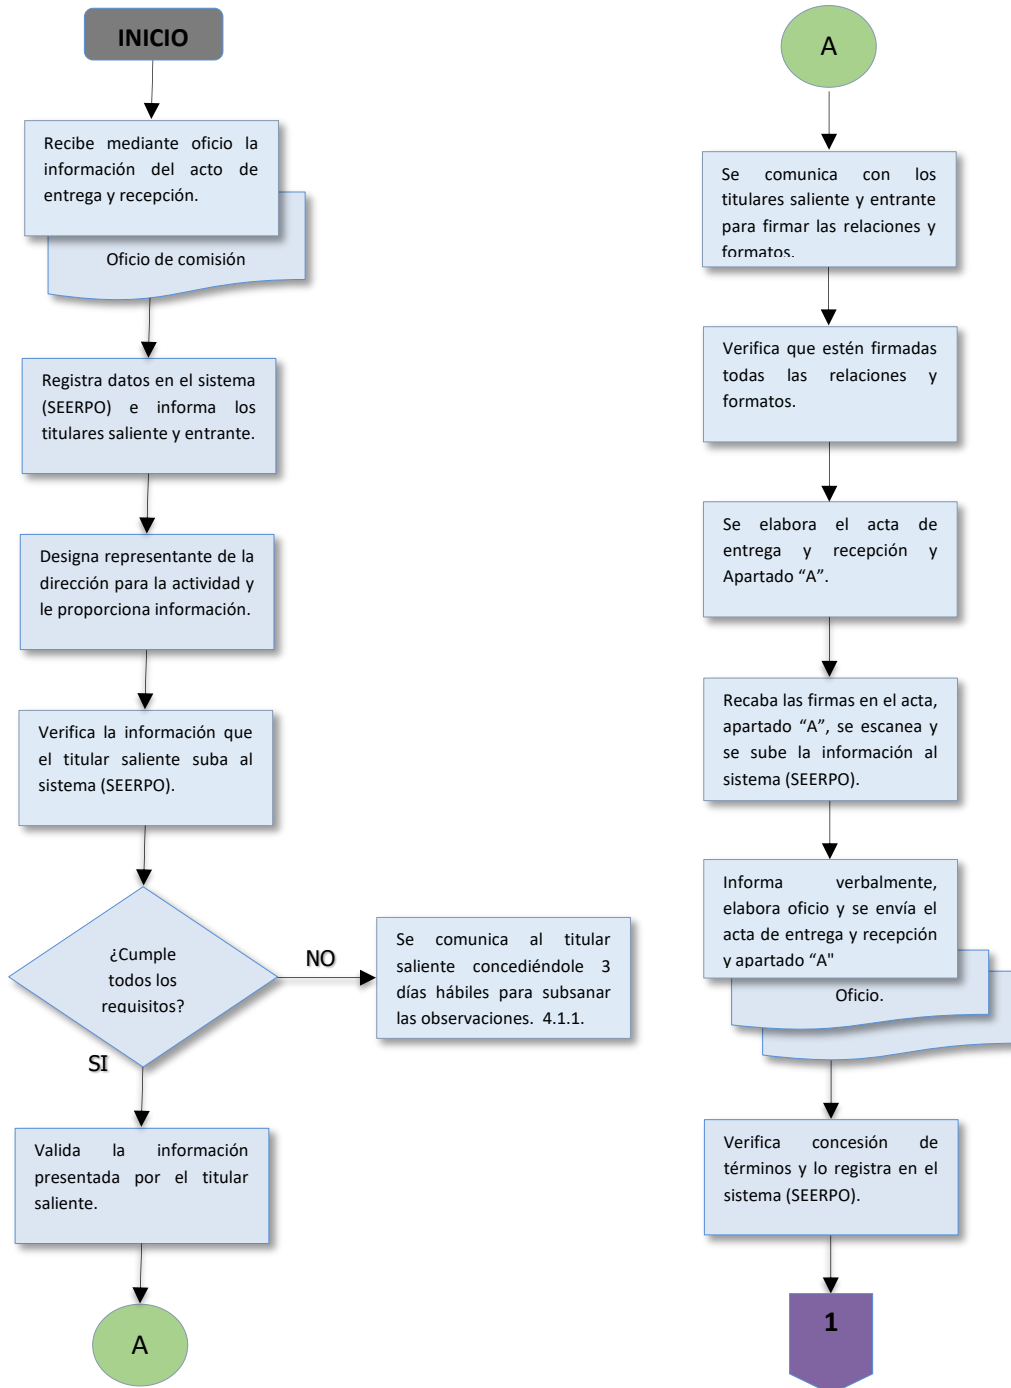 INICIO
Recibe mediante oficio la
información del acto de
entrega y recepción.
Oficio de comisión
Registra datos en el sistema
(SEERPO) e informa los
titulares saliente y entrante.
Designa representante de la
dirección para la actividad y
le proporciona información.
Verifica la información que
el titular saliente suba al
sistema (SEERPO).
¿Cumple
todos los
requisitos?
NO
Se comunica al titular
saliente concediéndole 3
días hábiles para subsanar
las observaciones. 4.1.1.
SI
Valida la información
presentada por el titular
saliente.
A
A
Se comunica con los
titulares saliente y entrante
para firmar las relaciones y
formatos.
Verifica que estén firmadas
todas las relaciones y
formatos.
Se elabora el acta de
entrega y recepción y
Apartado “A”.
Recaba las firmas en el acta,
apartado “A”, se escanea y
se sube la información al
sistema (SEERPO).
Informa verbalmente,
elabora oficio y se envía el
acta de entrega y recepción
y apartado “A"
Oficio.
Verifica concesión de
términos y lo registra en el
sistema (SEERPO).
1